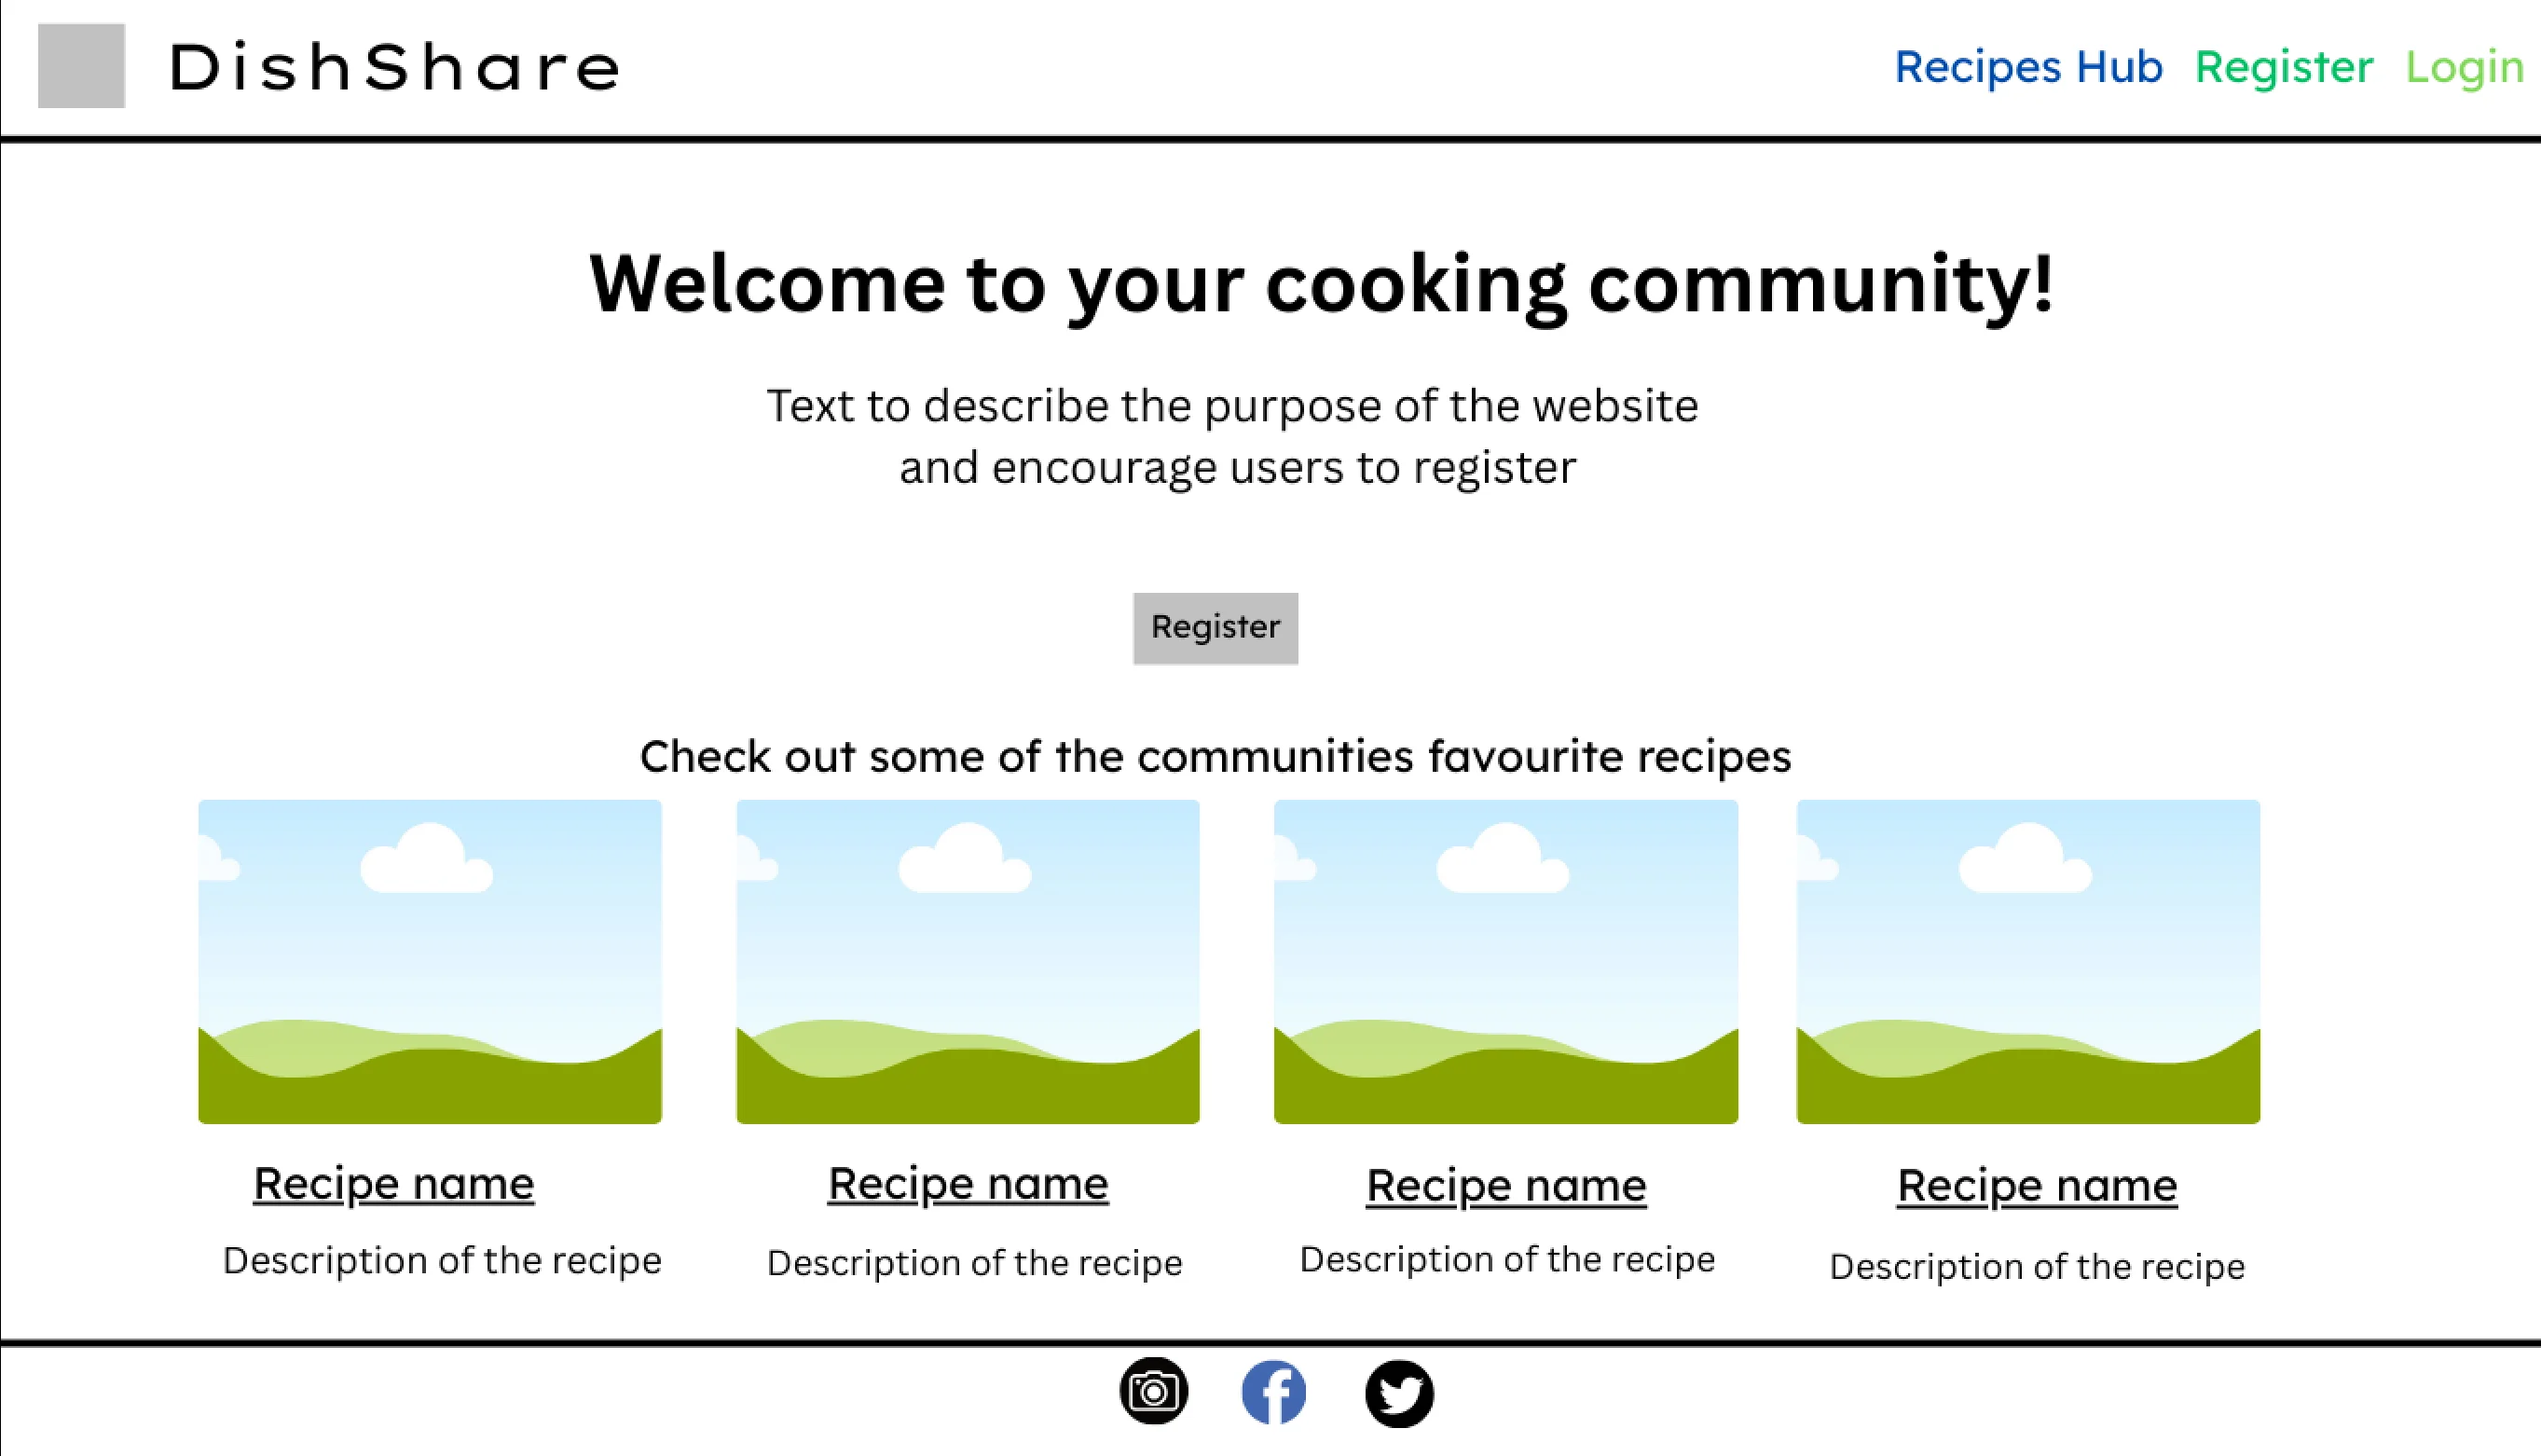 DishShare
Recipes Hub Register Login
Welcome to your cooking community!
Text to describe the purpose of the website
and encourage users to register
Register
Check out some of the communities favourite recipes
Recipe name
Description of the recipe
Recipe name
Description of the recipe
Recipe name
Description of the recipe
Recipe name
Description of the recipe